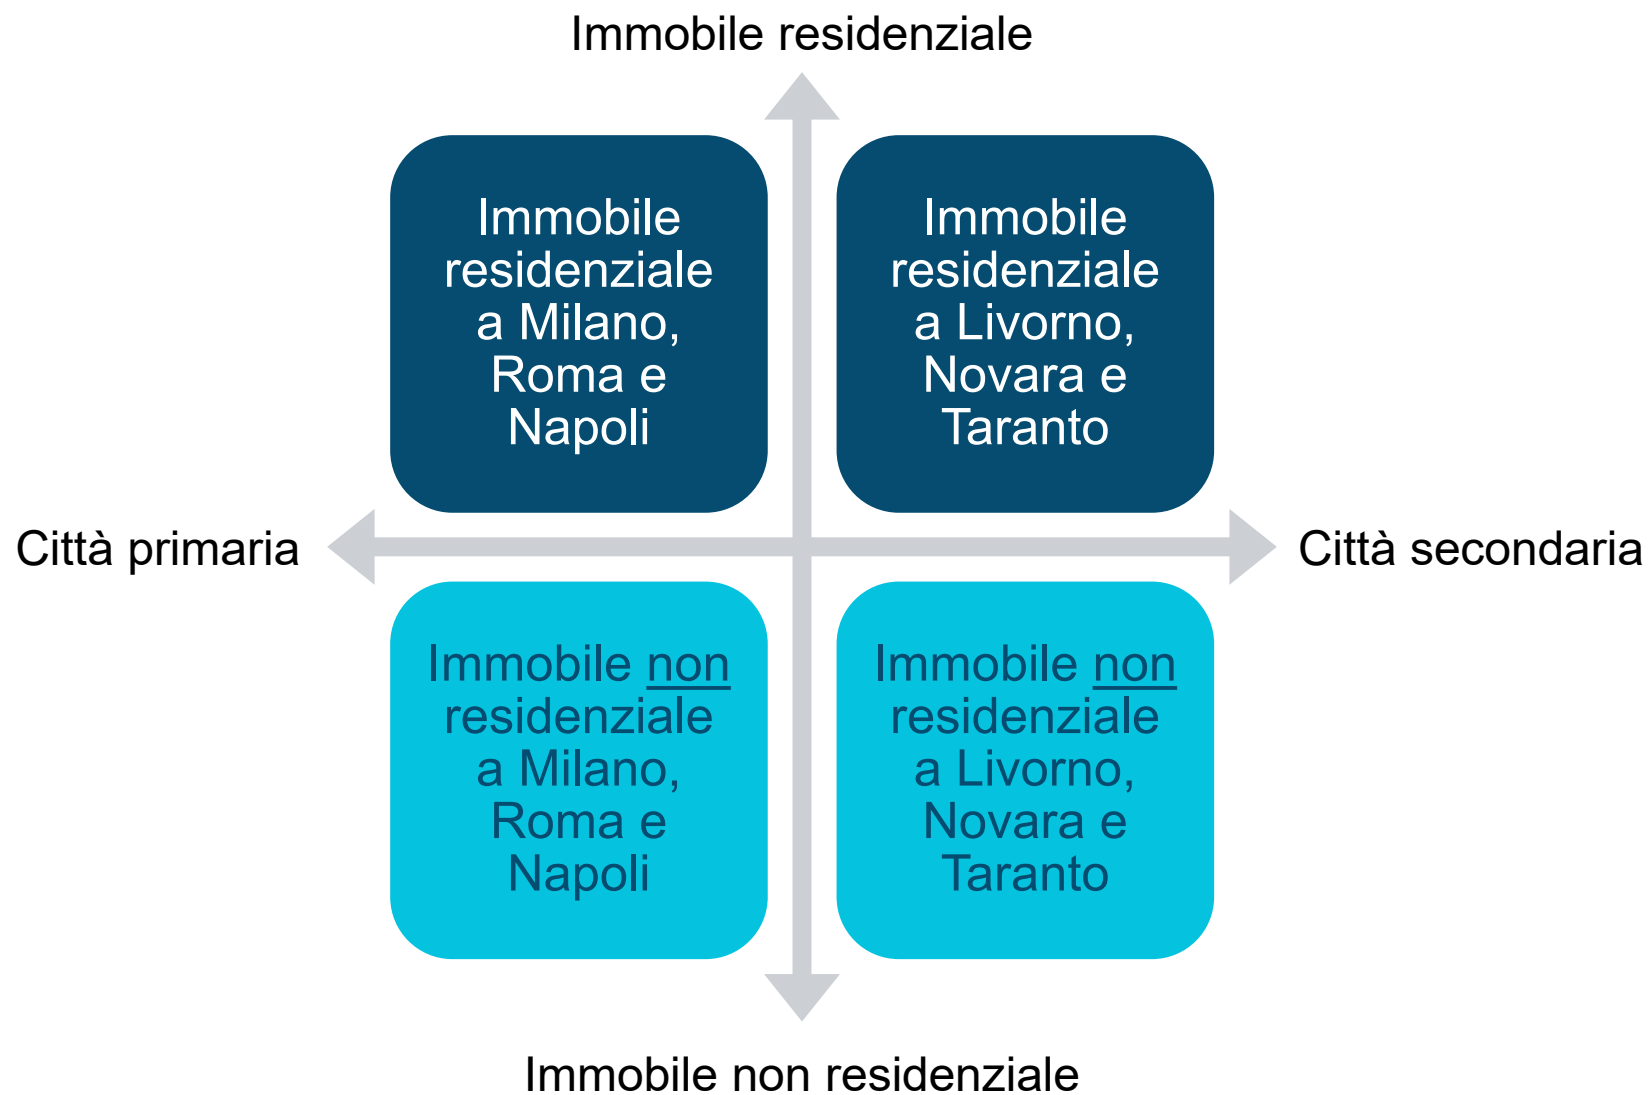 Immobile residenziale
Immobile
residenziale
a Milano,
Roma e
Napoli
Immobile
residenziale
a Livorno,
Novara e
Taranto
Città primaria
Città secondaria
Immobile non
residenziale
a Milano,
Roma e
Napoli
Immobile non
residenziale
a Livorno,
Novara e
Taranto
Immobile non residenziale